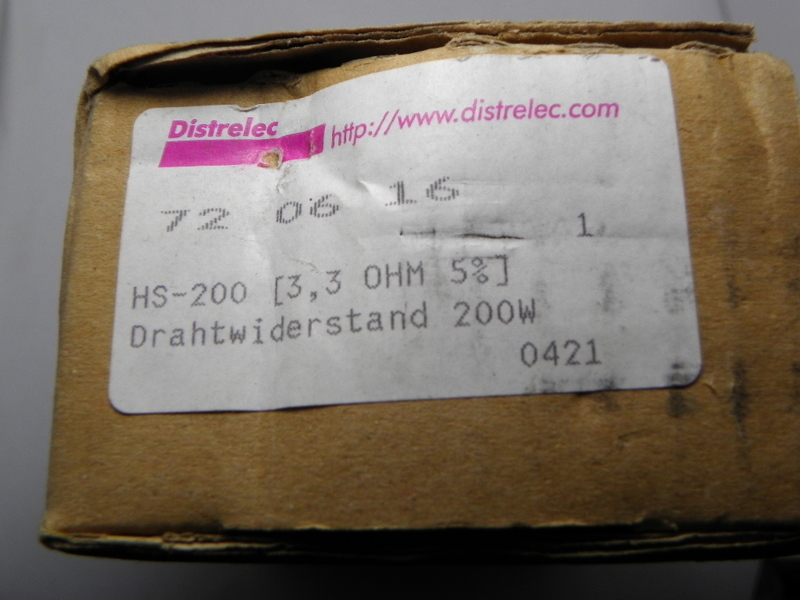 Distrelec http://www.distrelec.com
72 06 16
1
HS-200 [3,3 OHM 5%]
Drahtwiderstand 200W
0421